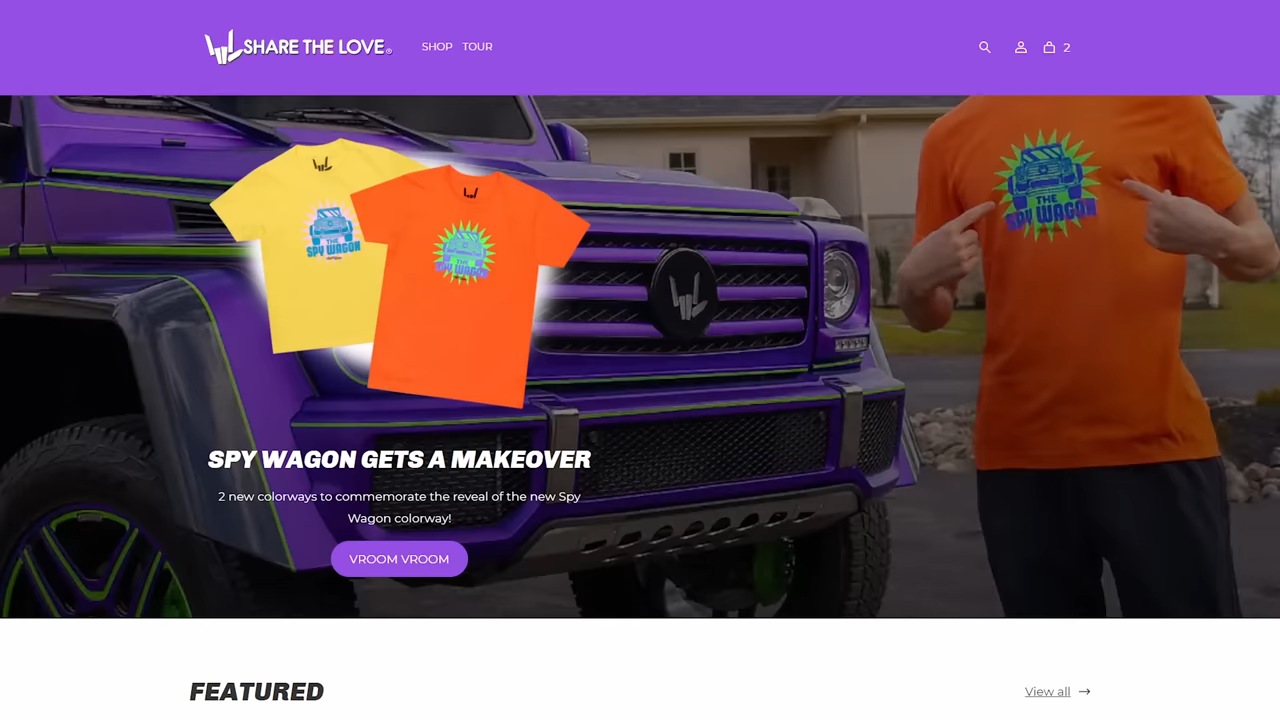 SHARE THE LOVE®
SHOP TOUR
2
THE
SPY WAGON
THE
SPY WAGON
THE
SPY WAGON
SPY WAGON GETS A MAKEOVER
2 new colorways to commemorate the reveal of the new Spy
Wagon colorway!
VROOM VROOM
FEATURED
View all →